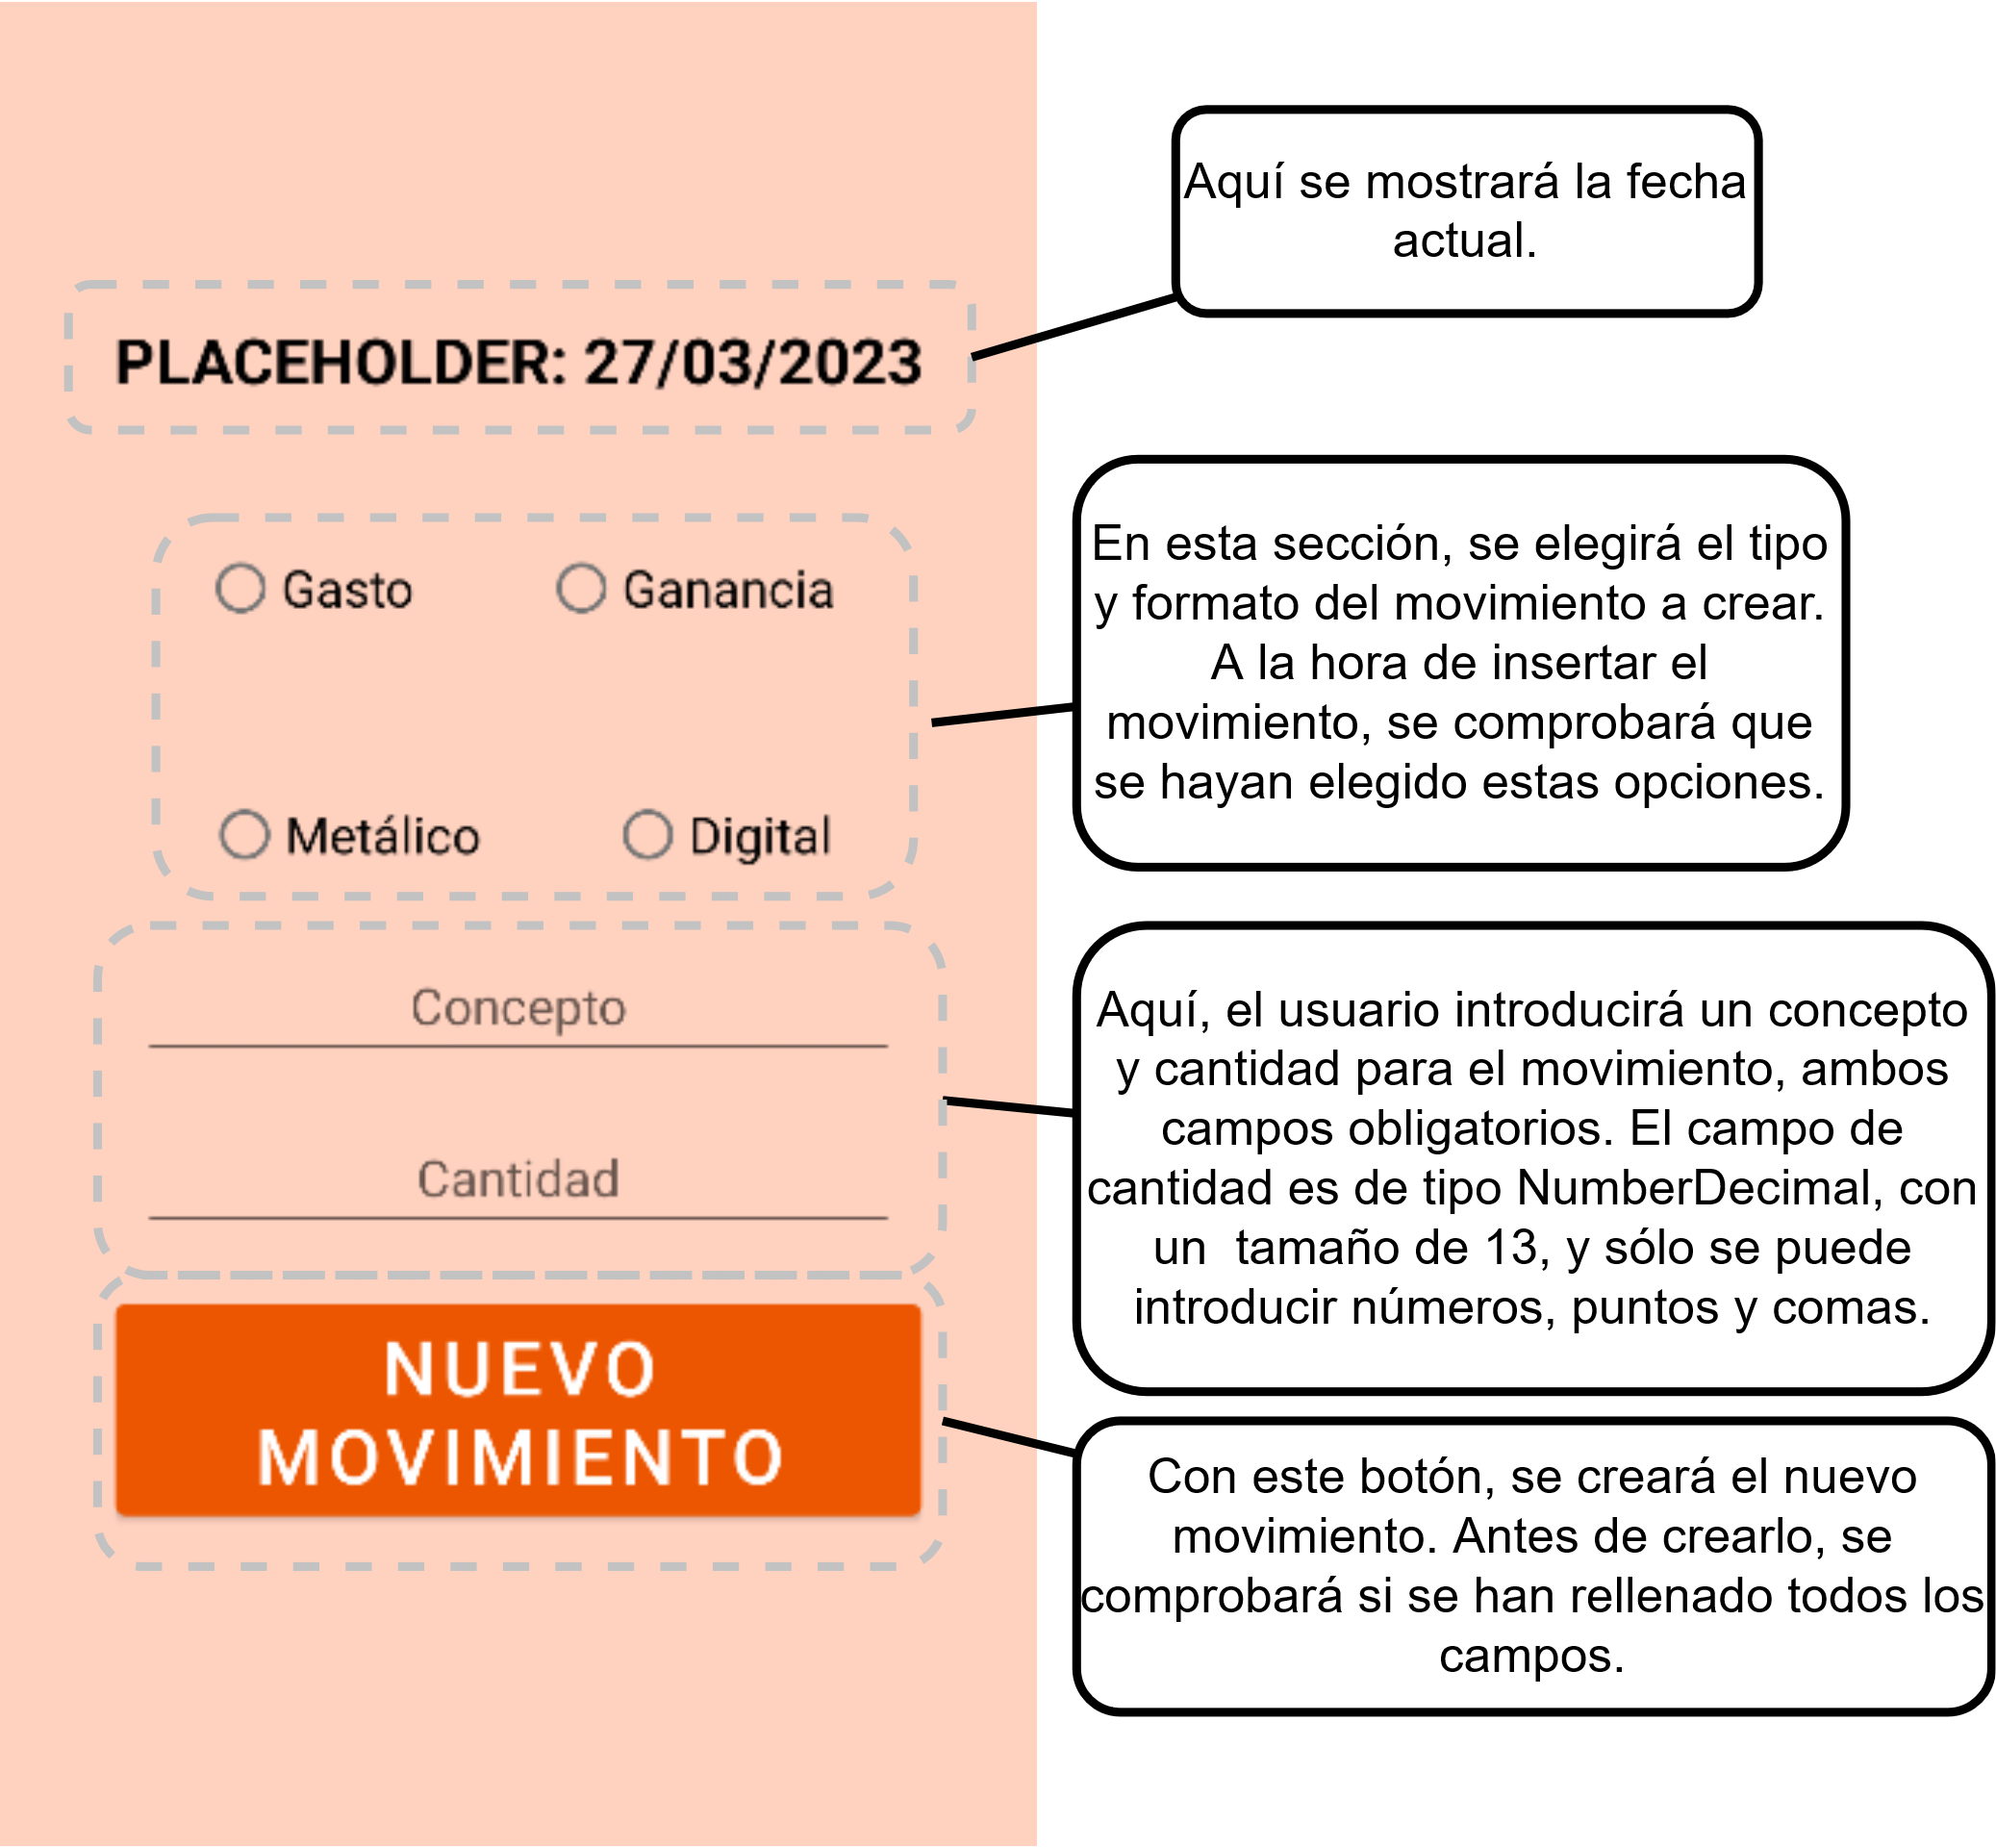 Aquí se mostrará la fecha
actual.
PLACEHOLDER: 27/03/2023
Gasto
Ganancia
Metálico
Digital
En esta sección, se elegirá el tipo
y formato del movimiento a crear.
A la hora de insertar el
movimiento, se comprobará que
se hayan elegido estas opciones.
Concepto
Cantidad
Aquí, el usuario introducirá un concepto
y cantidad para el movimiento, ambos
campos obligatorios. El campo de
cantidad es de tipo NumberDecimal, con
un  tamaño de 13, y sólo se puede
introducir números, puntos y comas.
NUEVO
MOVIMIENTO
Con este botón, se creará el nuevo
movimiento. Antes de crearlo, se
comprobará si se han rellenado todos los
campos.